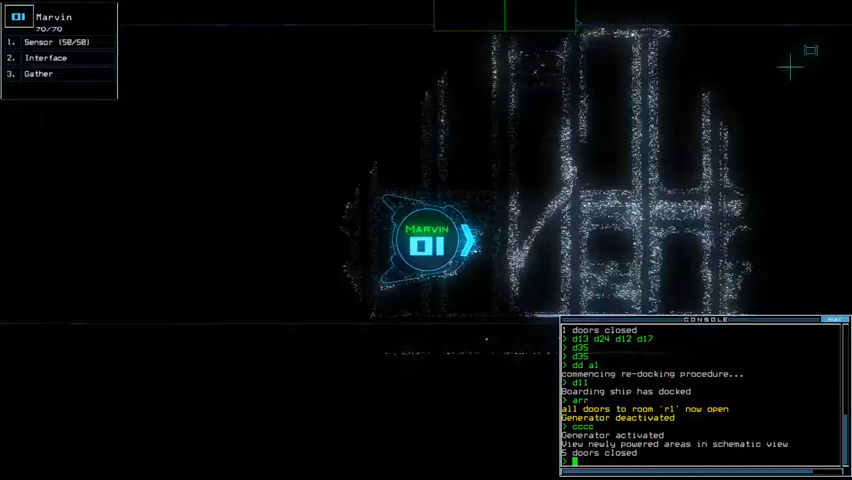 01 Marvin
70/70
1. Sensor (50/50)
2. Interface
3. Gather
MARVIN
01
CONSOLE
1 doors closed
> d13 d24 d12 d17
> d35
> d35
> dd a1
commencing re-docking procedure...
> d11
Boarding ship has docked
> arr
all doors to room 'r1' now open
Generator deactivated
> cccc
Generator activated
View newly powered areas in schematic view
5 doors closed
>